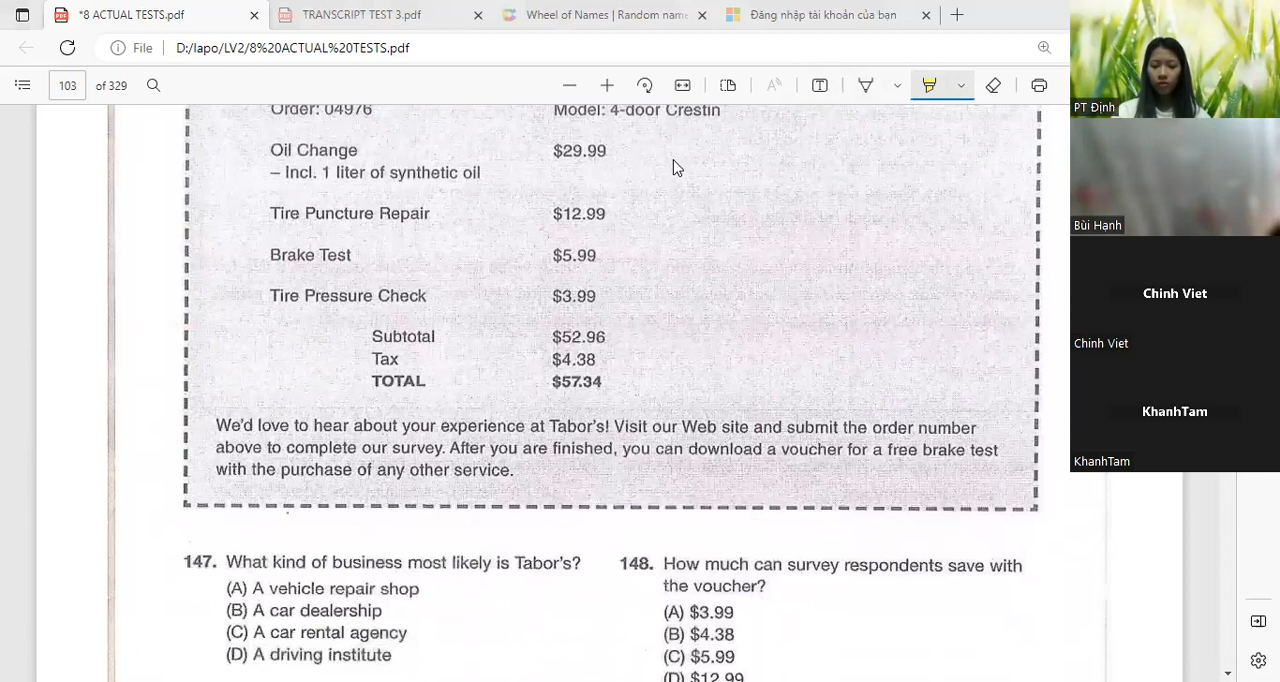 *8 ACTUAL TESTS.pdf
TRANSCRIPT TEST 3.pdf
Wheel of Names | Random name
Đăng nhập tài khoản của bạn
File
D:/lapo/LV2/8%20ACTUAL%20TESTS.pdf
103 of 329
Order: 04976 Model: 4-door Crestin
Oil Change $29.99
– Incl. 1 liter of synthetic oil
Tire Puncture Repair $12.99
Brake Test $5.99
Tire Pressure Check $3.99
Subtotal $52.96
Tax $4.38
TOTAL $57.34
We'd love to hear about your experience at Tabor's! Visit our Web site and submit the order number
above to complete our survey. After you are finished, you can download a voucher for a free brake test
with the purchase of any other service.
147. What kind of business most likely is Tabor's?
(A) A vehicle repair shop
(B) A car dealership
(C) A car rental agency
(D) A driving institute
148. How much can survey respondents save with
the voucher?
(A) $3.99
(B) $4.38
(C) $5.99
(D) $12.99
PT Định
Bùi Hạnh
Chinh Viet
Chinh Viet
KhanhTam
KhanhTam